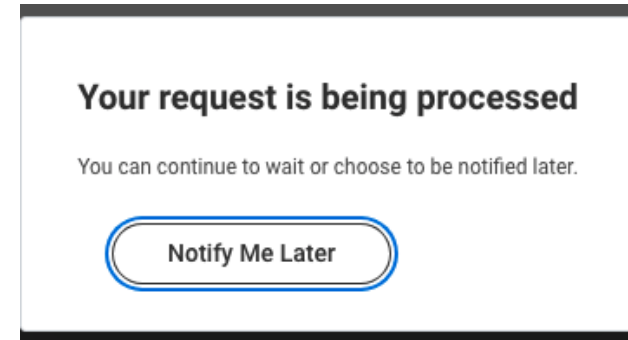 Your request is being processed
You can continue to wait or choose to be notified later.
Notify Me Later